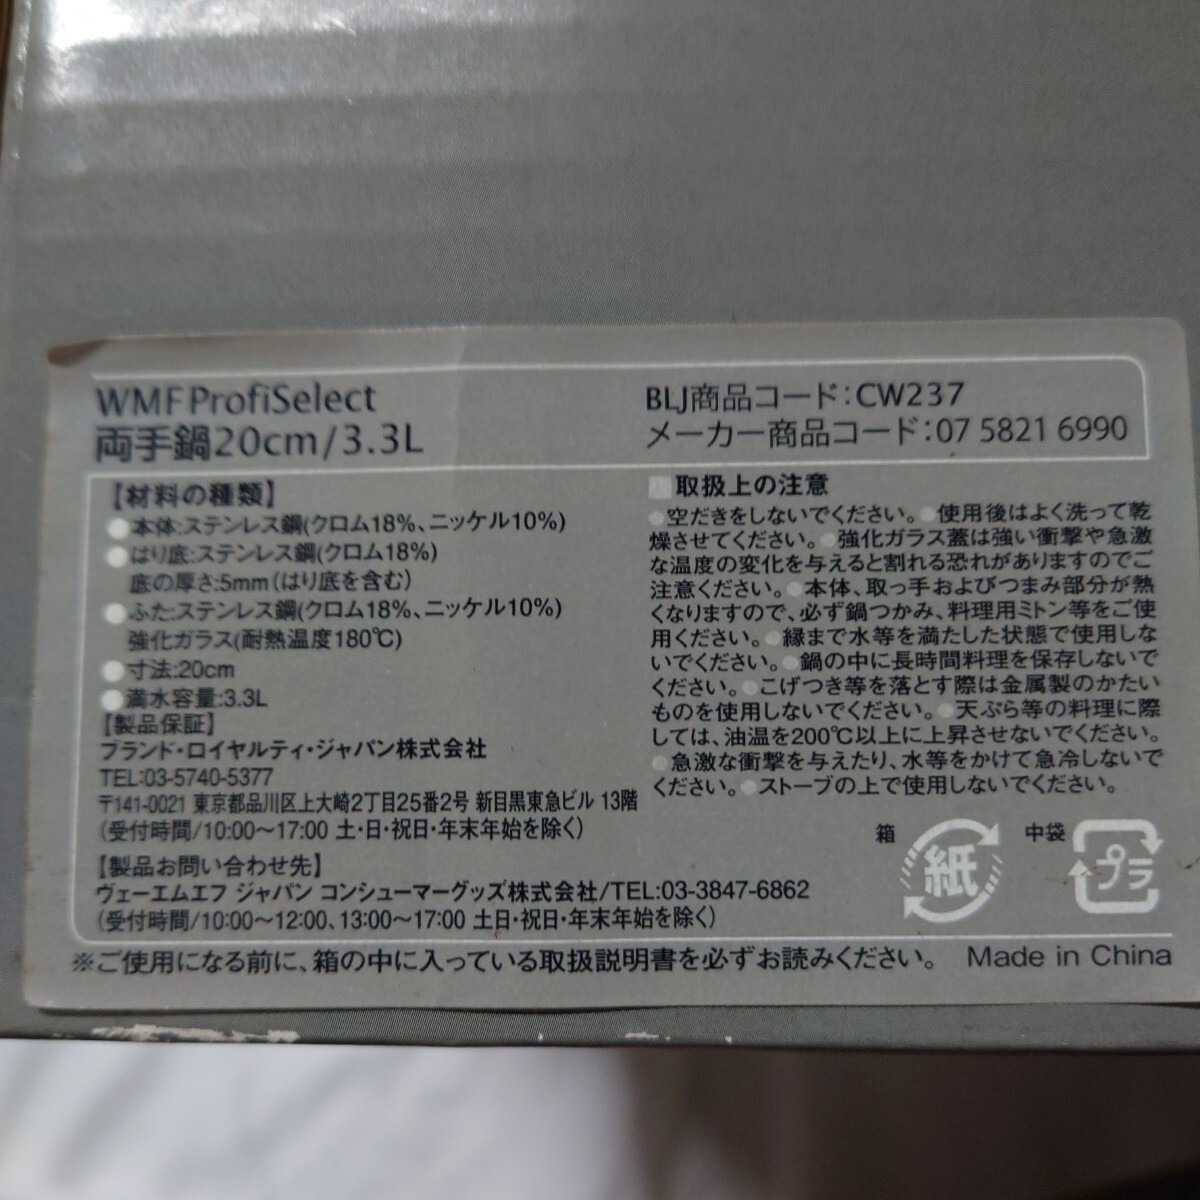 WMF ProfiSelect
両手鍋20cm/3.3L
BLJ商品コード:CW237
メーカー商品コード:07 5821 6990
【材料の種類】
●本体:ステンレス鋼(クロム18%、ニッケル10%)
●はり底:ステンレス鋼(クロム18%)
底の厚さ:5mm(はり底を含む)
●ふた:ステンレス鋼(クロム18%、ニッケル10%)
強化ガラス(耐熱温度180℃)
●寸法:20cm
●満水容量:3.3L
【製品保証】
ブランド・ロイヤルティ・ジャパン株式会社
TEL:03-5740-5377
〒141-0021 東京都品川区上大崎2丁目25番2号 新目黒東急ビル 13階
(受付時間/10:00〜17:00 土・日・祝日・年末年始を除く)
【製品お問い合わせ先】
ヴェーエムエフ ジャパン コンシューマーグッズ株式会社/TEL:03-3847-6862
(受付時間/10:00〜12:00、13:00〜17:00 土日・祝日・年末年始を除く)
■取扱上の注意
●空だきをしないでください。●使用後はよく洗って乾
燥させてください。●強化ガラス蓋は強い衝撃や急激
な温度の変化を与えると割れる恐れがありますのでご
注意ください。●本体、取っ手およびつまみ部分が熱
くなりますので、必ず鍋つかみ、料理用ミトン等をご使
用ください。●縁まで水等を満たした状態で使用しな
いでください。●鍋の中に長時間料理を保存しないで
ください。●こげつき等を落とす際は金属製のかたい
ものを使用しないでください。●天ぷら等の料理に際
しては、油温を200℃以上に上昇させないでください。
●急激な衝撃を与えたり、水等をかけて急冷しないで
ください。●ストーブの上で使用しないでください。
箱 紙 中袋 プラ
※ご使用になる前に、箱の中に入っている取扱説明書を必ずお読みください。 Made in China